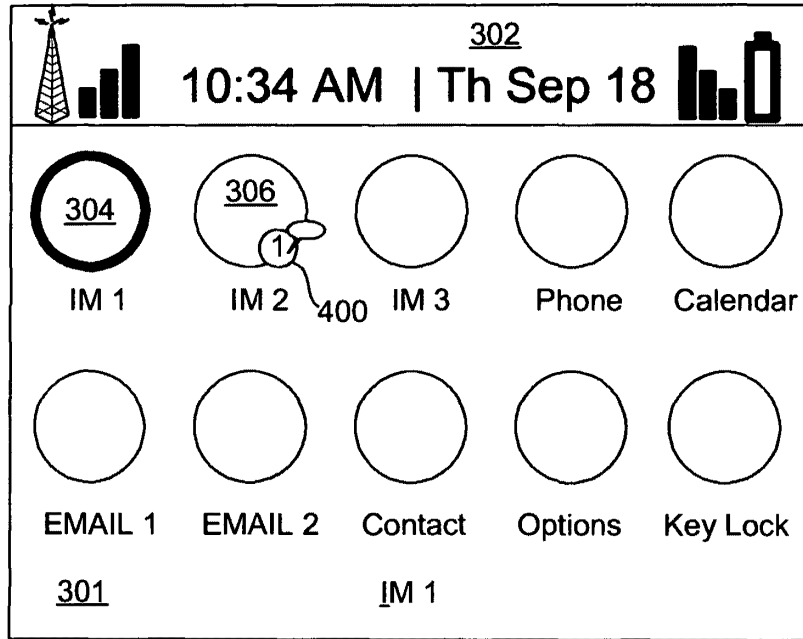 302
10:34 AM | Th Sep 18
304 306
1
IM 1 IM 2 400 IM 3 Phone Calendar
EMAIL 1 EMAIL 2 Contact Options Key Lock
301 IM 1